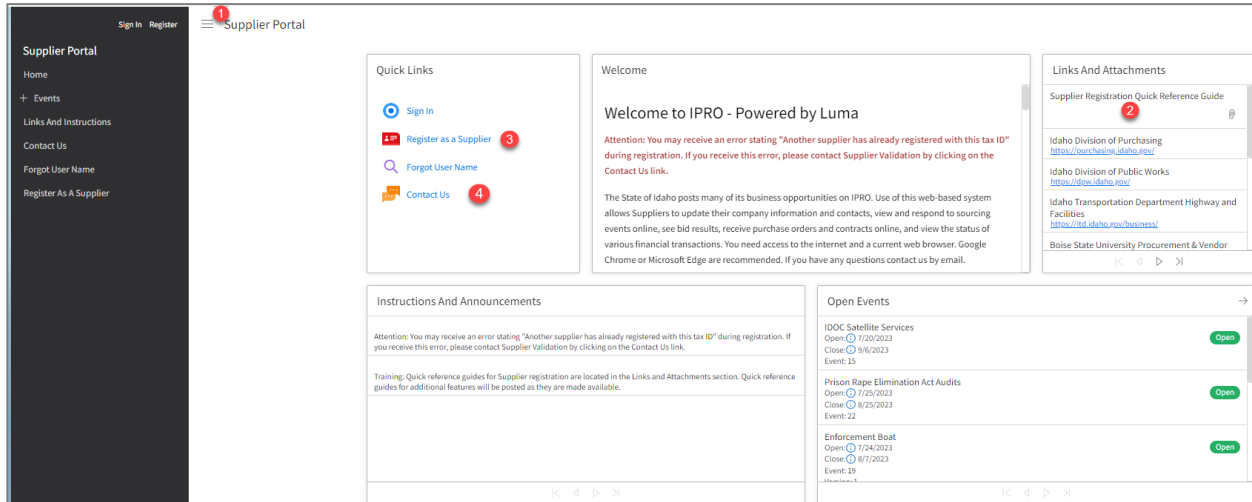 Sign In Register
Supplier Portal
Home
+ Events
Links And Instructions
Contact Us
Forgot User Name
Register As A Supplier
1
Supplier Portal
Quick Links
Sign In
Register as a Supplier 3
Forgot User Name
Contact Us 4
Welcome
Welcome to IPRO - Powered by Luma
Attention: You may receive an error stating "Another supplier has already registered with this tax ID"
during registration. If you receive this error, please contact Supplier Validation by clicking on the
Contact Us link.
The State of Idaho posts many of its business opportunities on IPRO. Use of this web-based system
allows Suppliers to update their company information and contacts, view and respond to sourcing
events online, see bid results, receive purchase orders and contracts online, and view the status of
various financial transactions. You need access to the internet and a current web browser. Google
Chrome or Microsoft Edge are recommended. If you have any questions contact us by email.
Links And Attachments
Supplier Registration Quick Reference Guide
2
Idaho Division of Purchasing
https://purchasing.idaho.gov/
Idaho Division of Public Works
https://dpw.idaho.gov/
Idaho Transportation Department Highway and
Facilities
https://itd.idaho.gov/business/
Boise State University Procurement & Vendor
Instructions And Announcements
Attention: You may receive an error stating "Another supplier has already registered with this tax ID" during registration. If
you receive this error, please contact Supplier Validation by clicking on the Contact Us link.
Training: Quick reference guides for Supplier registration are located in the Links and Attachments section. Quick reference
guides for additional features will be posted as they are made available.
Open Events
IDOC Satellite Services
Open: 7/20/2023
Close: 9/6/2023
Event: 15
Open
Prison Rape Elimination Act Audits
Open: 7/25/2023
Close: 8/25/2023
Event: 22
Open
Enforcement Boat
Open: 7/24/2023
Close: 8/7/2023
Event: 19
Version: 1
Open